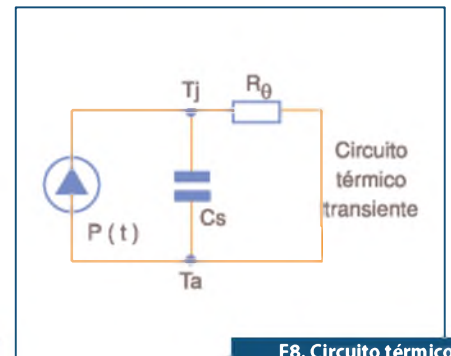 Tj
Rθ
Circuito
térmico
transiente
P ( t )
Cs
Ta
F8. Circuito térmico